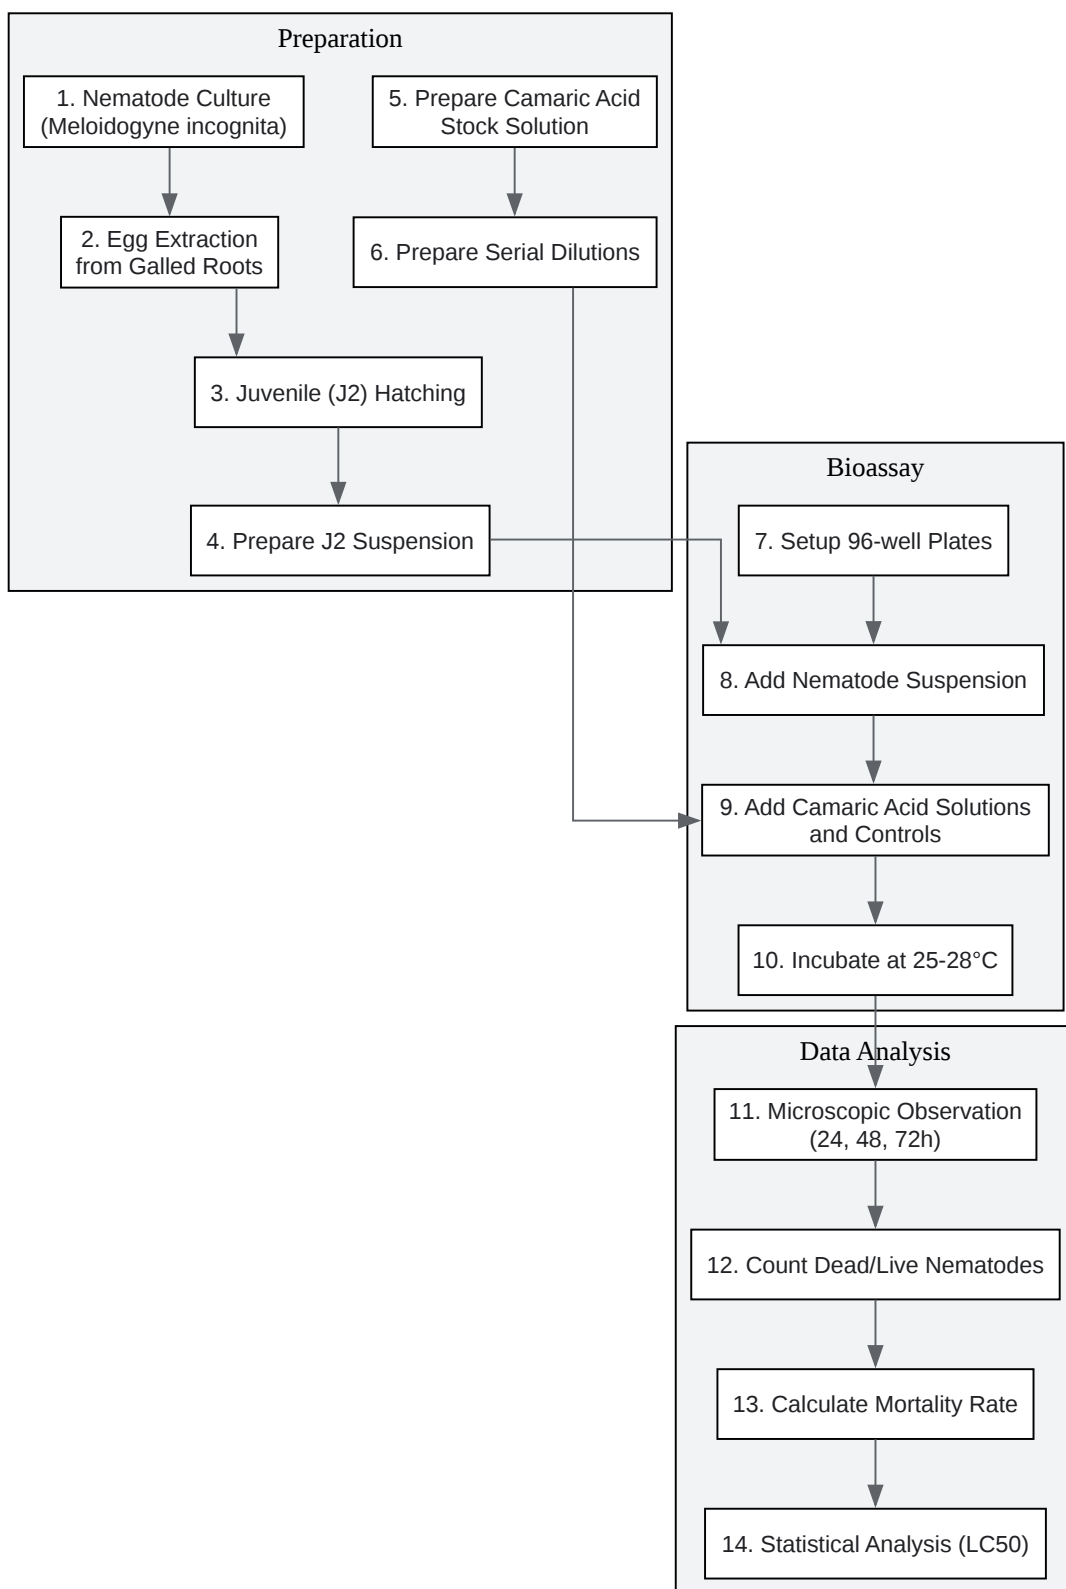 Preparation
1. Nematode Culture
(Meloidogyne incognita)
2. Egg Extraction
from Galled Roots
3. Juvenile (J2) Hatching
4. Prepare J2 Suspension
5. Prepare Camaric Acid
Stock Solution
6. Prepare Serial Dilutions
Bioassay
7. Setup 96-well Plates
8. Add Nematode Suspension
9. Add Camaric Acid Solutions
and Controls
10. Incubate at 25-28°C
Data Analysis
11. Microscopic Observation
(24, 48, 72h)
12. Count Dead/Live Nematodes
13. Calculate Mortality Rate
14. Statistical Analysis (LC50)